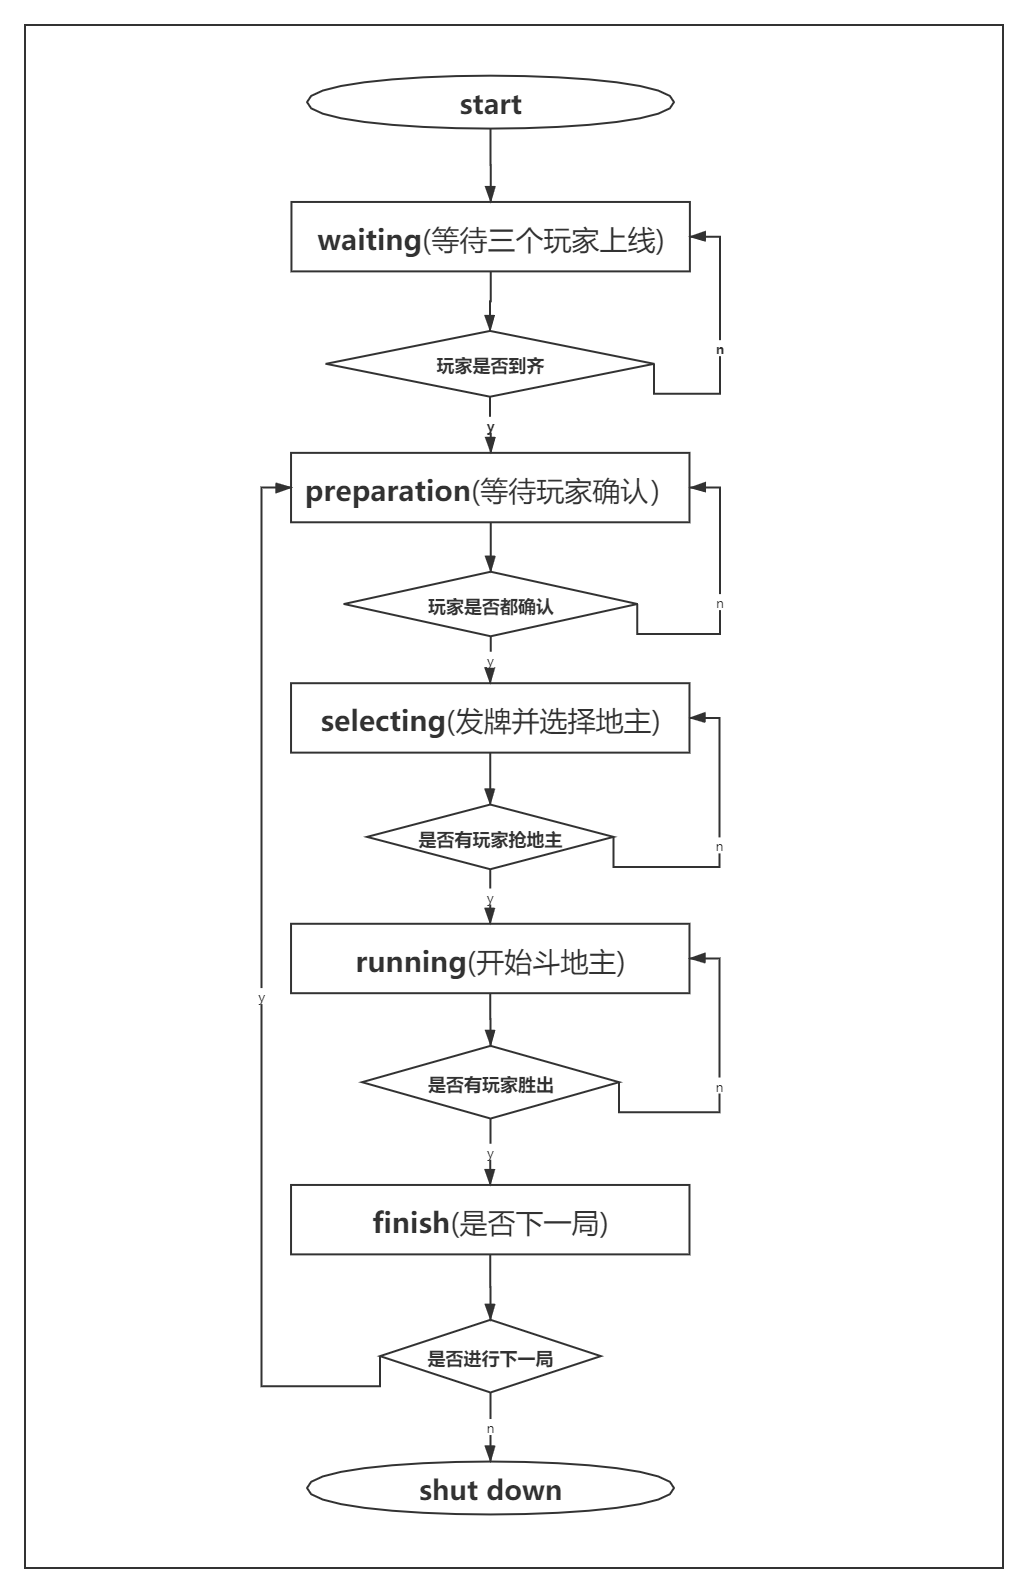 start
waiting(等待三个玩家上线)
玩家是否到齐
n
y
preparation(等待玩家确认）
玩家是否都确认
n
y
selecting(发牌并选择地主)
是否有玩家抢地主
n
y
running(开始斗地主)
y
是否有玩家胜出
n
y
finish(是否下一局)
是否进行下一局
n
shut down